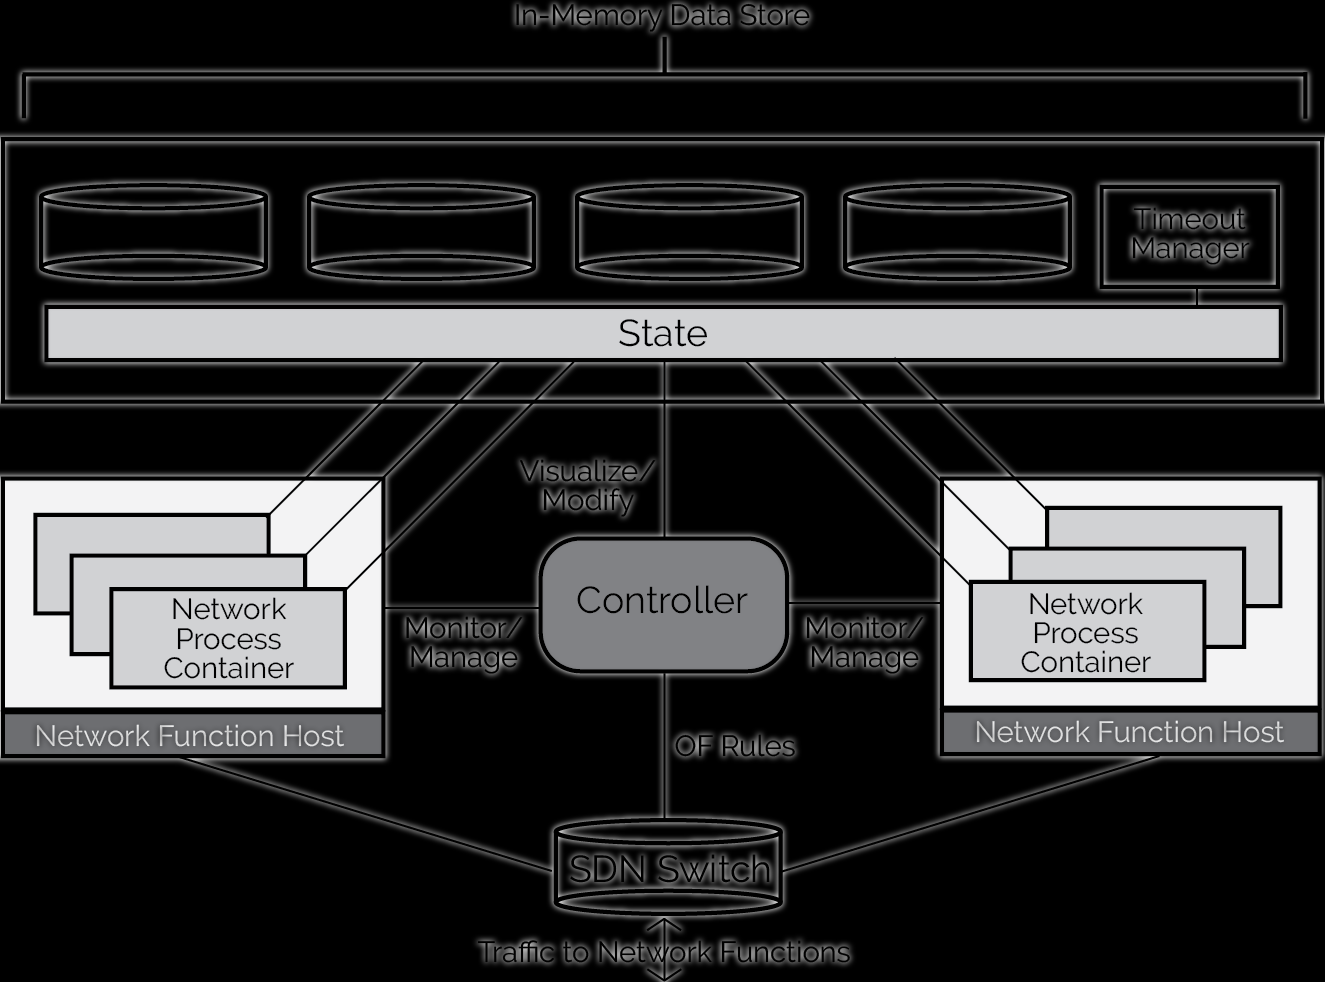 In-Memory Data Store
Timeout
Manager
State
Visualize/
Modify
Controller
Network
Process
Container
Network
Process
Container
Monitor/
Manage
Monitor/
Manage
Network Function Host
Network Function Host
OF Rules
SDN Switch
Traffic to Network Functions